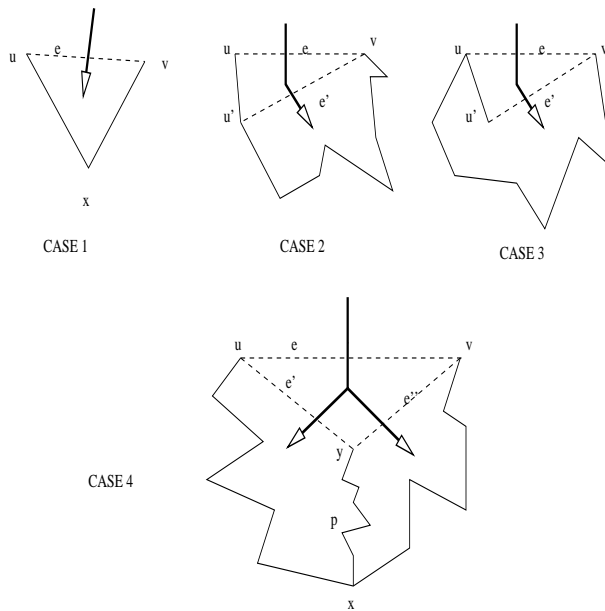 u e v
x
CASE 1
u e v
u' e'
CASE 2
u e v
u' e'
CASE 3
u e v
e' e''
y
p
x
CASE 4